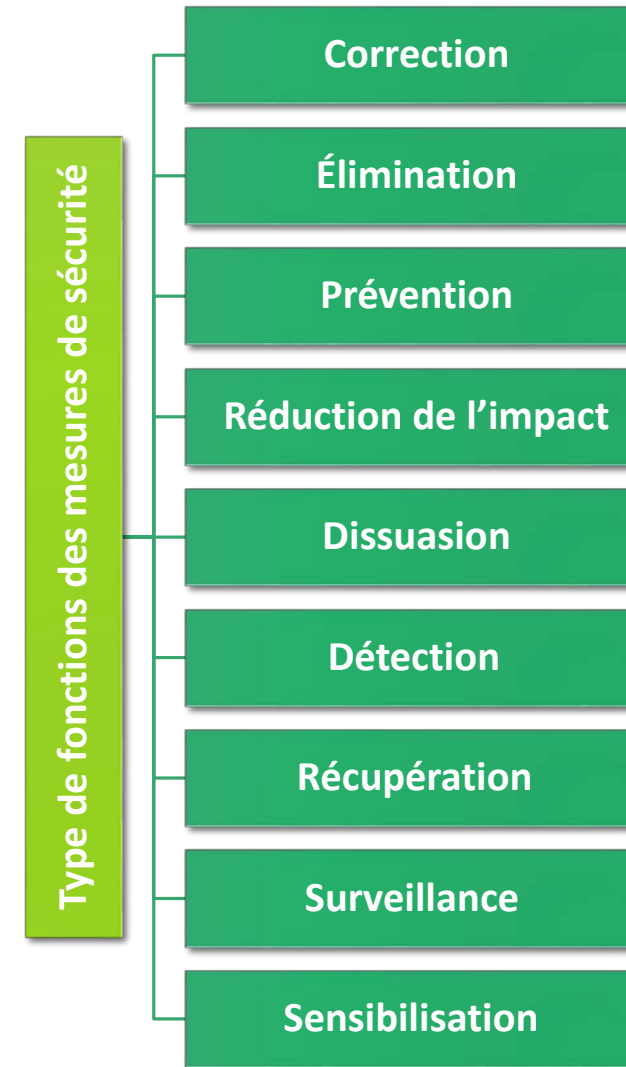 Type de fonctions des mesures de sécurité
Correction
Élimination
Prévention
Réduction de l’impact
Dissuasion
Détection
Récupération
Surveillance
Sensibilisation